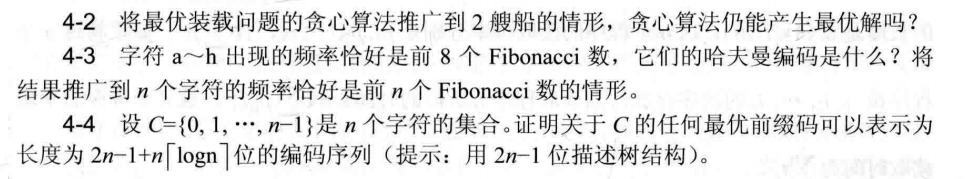 4-2 将最优装载问题的贪心算法推广到 2 艘船的情形，贪心算法仍能产生最优解吗？
4-3 字符 a～h 出现的频率恰好是前 8 个 Fibonacci 数，它们的哈夫曼编码是什么？将
结果推广到 n 个字符的频率恰好是前 n 个 Fibonacci 数的情形。
4-4 设 C={0, 1, ⋯, n−1}是 n 个字符的集合。证明关于 C 的任何最优前缀码可以表示为
长度为 2n−1+n⌈logn⌉位的编码序列（提示：用 2n−1 位描述树结构）。